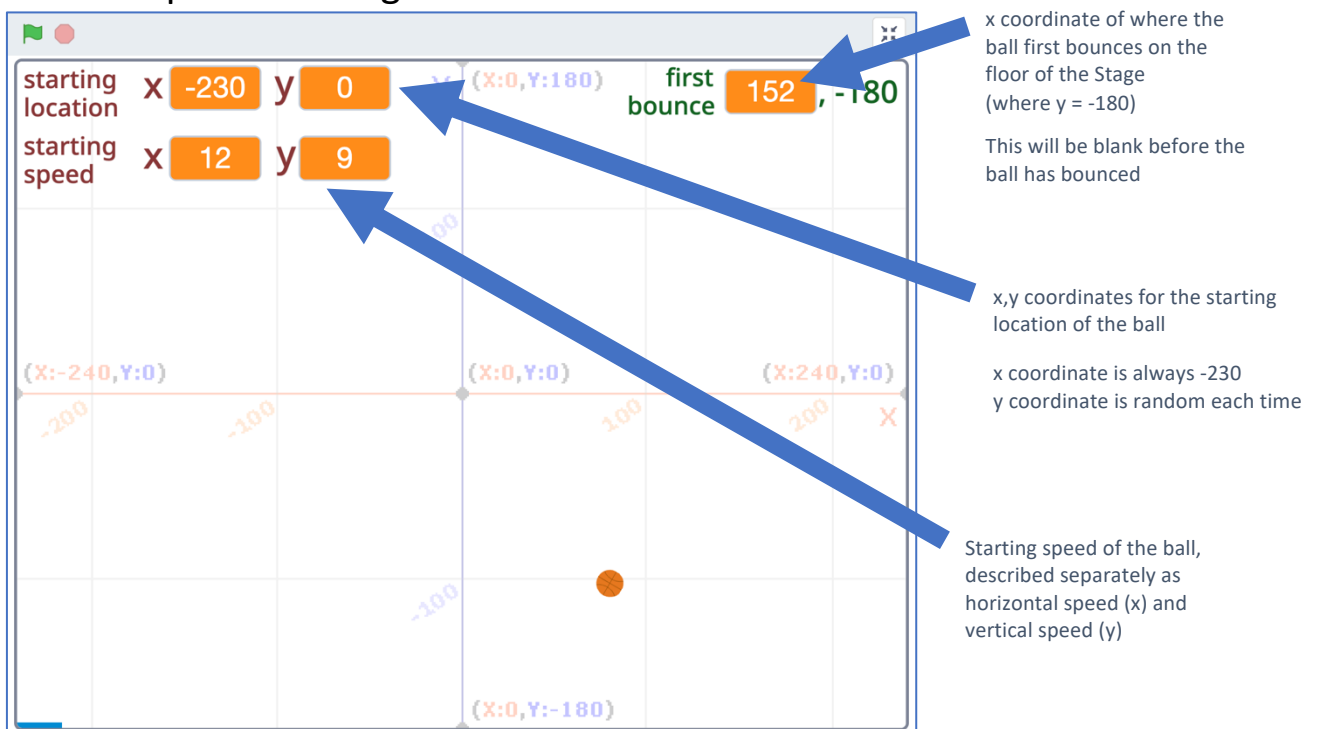 starting location x -230 y 0
first bounce 152 , -180
starting speed x 12 y 9
(X:0,Y:180)
(X:-240,Y:0)
(X:0,Y:0)
(X:240,Y:0)
-200
-100
100
200
X
-100
(X:0,Y:-180)
x coordinate of where the
ball first bounces on the
floor of the Stage
(where y = -180)
This will be blank before the
ball has bounced
x,y coordinates for the starting
location of the ball
x coordinate is always -230
y coordinate is random each time
Starting speed of the ball,
described separately as
horizontal speed (x) and
vertical speed (y)